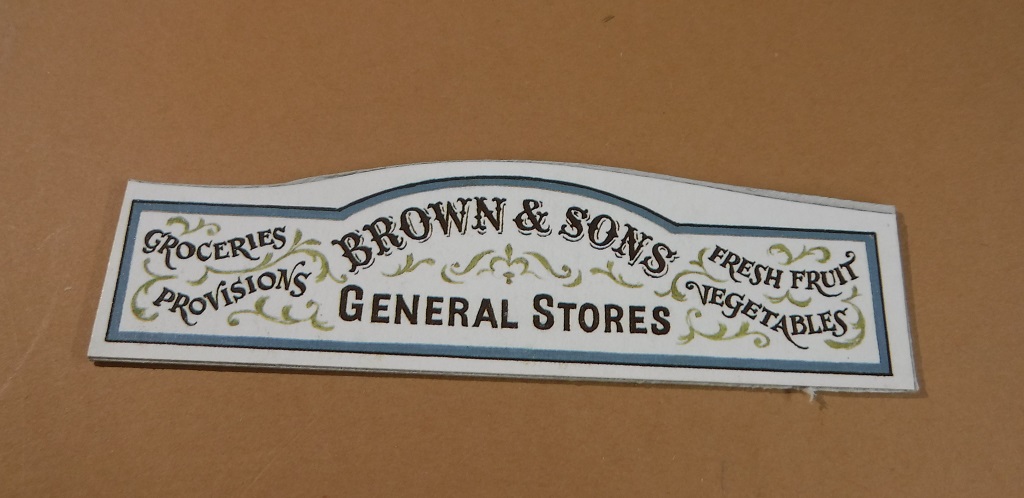 BROWN & SONS
GENERAL STORES
GROCERIES
PROVISIONS
FRESH FRUIT
VEGETABLES